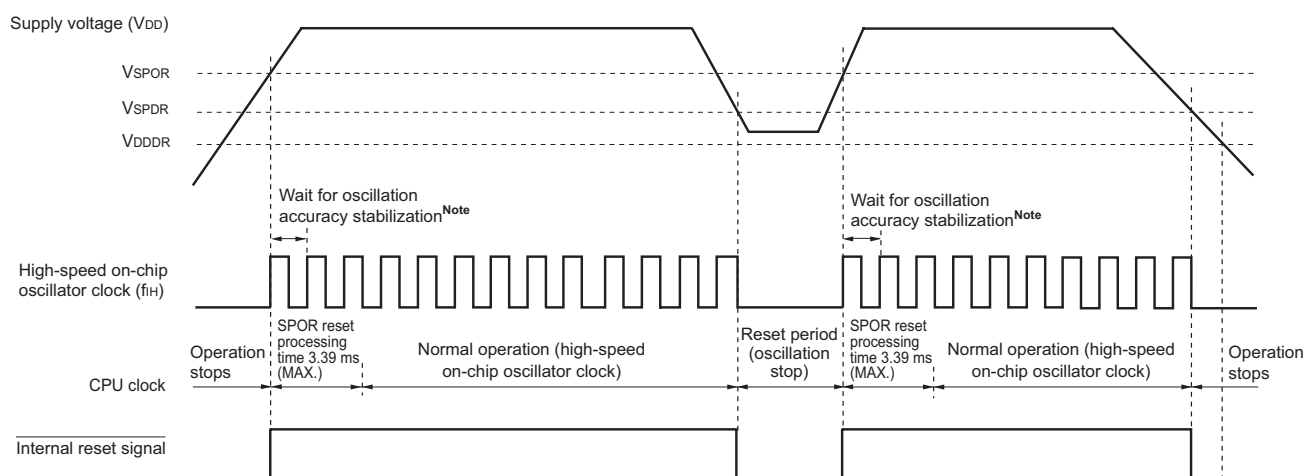 Supply voltage (VDD)
VSPOR
VSPDR
VDDDR
Wait for oscillation
accuracy stabilizationNote
Wait for oscillation
accuracy stabilizationNote
High-speed on-chip
oscillator clock (fIH)
SPOR reset
processing
time 3.39 ms
(MAX.)
Operation
stops
Normal operation (high-speed
on-chip oscillator clock)
Reset period
(oscillation
stop)
SPOR reset
processing
time 3.39 ms
(MAX.)
Normal operation (high-speed
on-chip oscillator clock)
Operation
stops
CPU clock
Internal reset signal